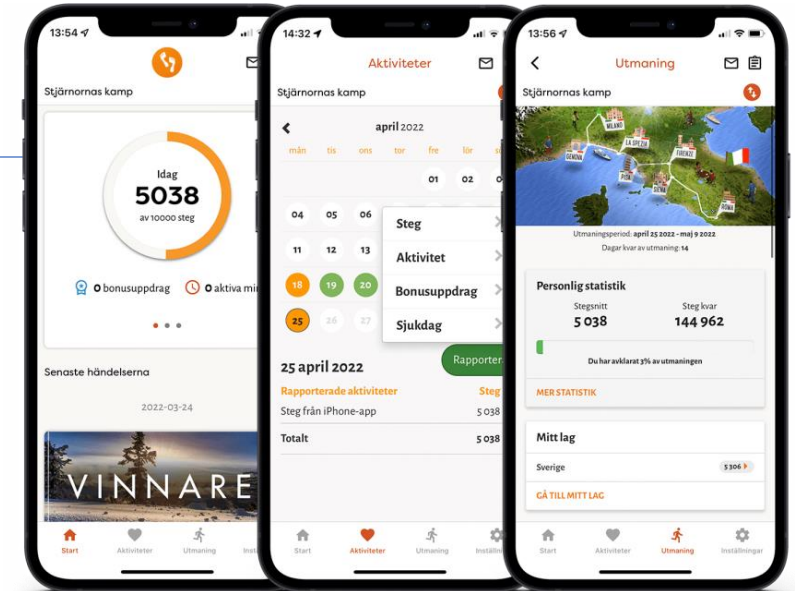 13:54
Stjärnornas kamp
Idag
5038
av 10000 steg
0 bonusuppdrag
0 aktiva min
Senaste händelserna
2022-03-24
VINNARE
Start
Aktiviteter
Utmaning
14:32
Aktiviteter
Stjärnornas kamp
april 2022
mån tis ons tor fre lör
01 02
04 05 06
11 12 13
18 19 20
25 26 27
Steg
Aktivitet
Bonusuppdrag
Sjukdag
25 april 2022
Rapportera
Rapporterade aktiviteter Steg
Steg från iPhone-app 5 038
Totalt 5 038
Start
Aktiviteter
Utmaning
13:56
Utmaning
Stjärnornas kamp
MILANO
LA SPEZIA
FIRENZE
GENOVA
PISA
SIENA
ROMA
Utmaningsperiod: april 25 2022 - maj 9 2022
Dagar kvar av utmaning: 14
Personlig statistik
Stegsnitt Steg kvar
5 038 144 962
Du har avklarat 3% av utmaningen
MER STATISTIK
Mitt lag
Sverige 5 306
GÅ TILL MITT LAG
Start
Aktiviteter
Utmaning
Inställningar